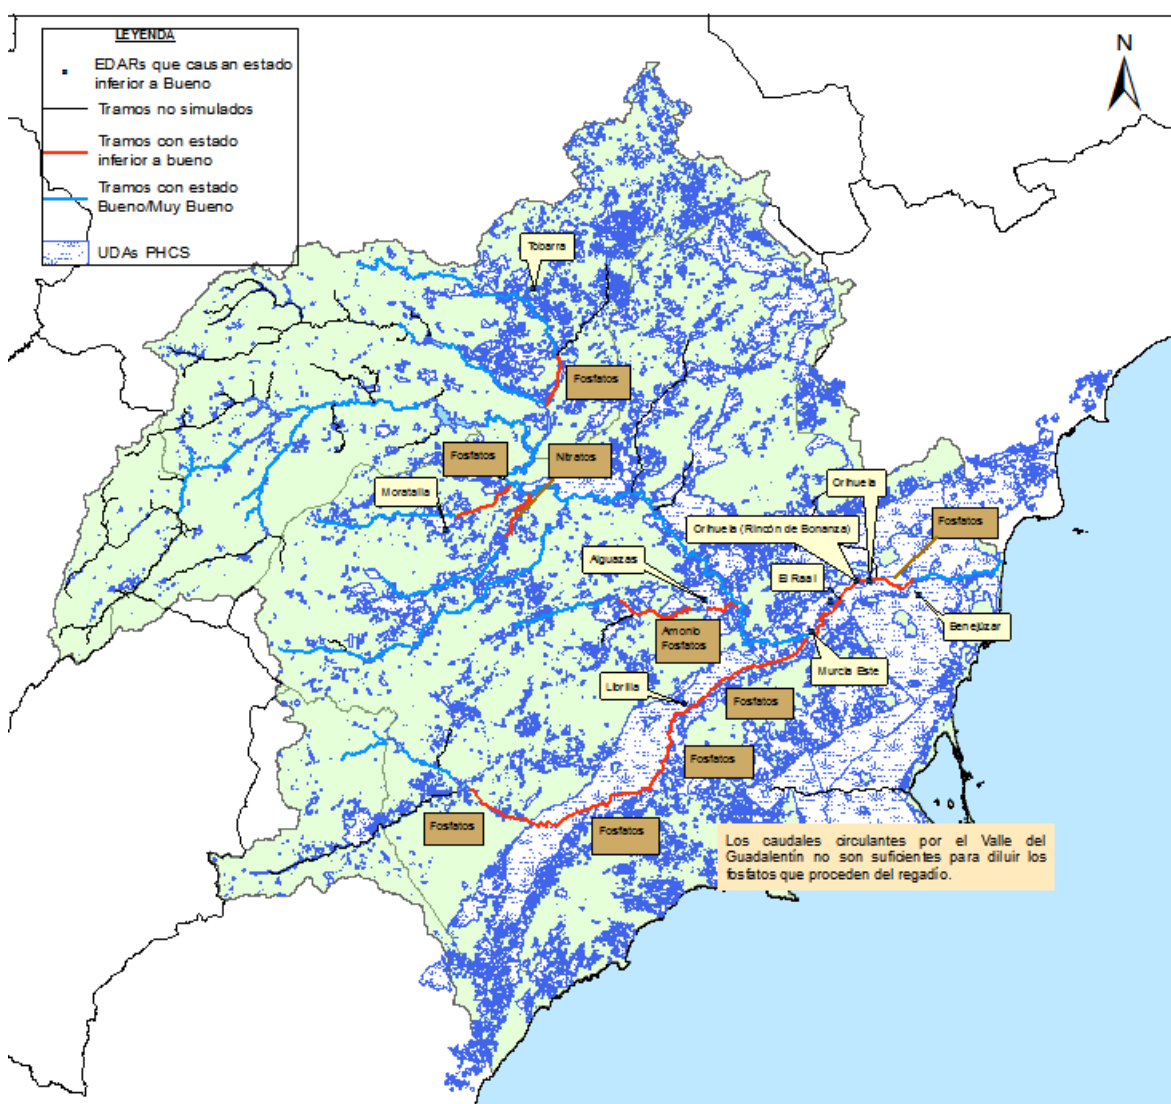 LEYENDA
EDARs que causan estado
inferior a Bueno
Tramos no simulados
Tramos con estado
inferior a bueno
Tramos con estado
Bueno/Muy Bueno
UDAs PHCS
N
Tobarra
Fosfatos
Fosfatos
Nitratos
Moratalla
Orihuela
Orihuela (Rincón de Bonanza)
Fosfatos
Alguazas
El Raal
Benejúzar
Amonio
Fosfatos
Murcia Este
Librilla
Fosfatos
Fosfatos
Fosfatos
Fosfatos
Los caudales circulantes por el Valle del
Guadalentín no son suficientes para diluir los
fosfatos que proceden del regadío.